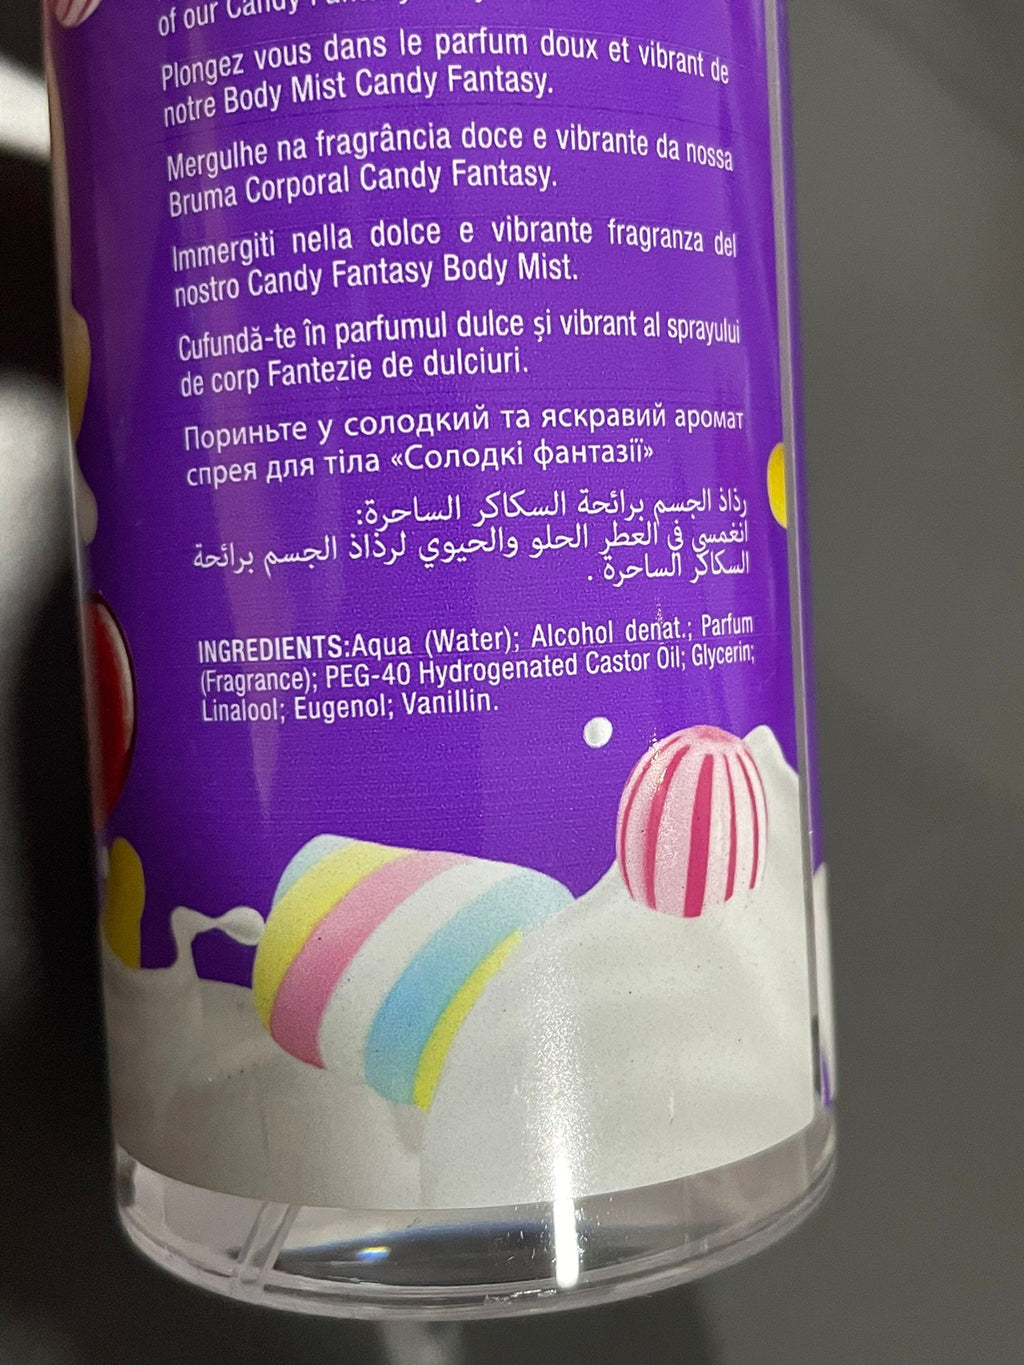 of our Candy Fantasy
Plongez vous dans le parfum doux et vibrant de
notre Body Mist Candy Fantasy.
Mergulhe na fragrância doce e vibrante da nossa
Bruma Corporal Candy Fantasy.
Immergiti nella dolce e vibrante fragranza del
nostro Candy Fantasy Body Mist.
Cufundă-te în parfumul dulce și vibrant al sprayului
de corp Fantezie de dulciuri.
Пориньте у солодкий та яскравий аромат
спрея для тіла «Солодкі фантазії»
رذاذ الجسم برائحة السكاكر الساحرة:
انغمسي في العطر الحلو والحيوي لرذاذ الجسم برائحة
السكاكر الساحرة .
INGREDIENTS:Aqua (Water); Alcohol denat.; Parfum
(Fragrance); PEG-40 Hydrogenated Castor Oil; Glycerin;
Linalool; Eugenol; Vanillin.